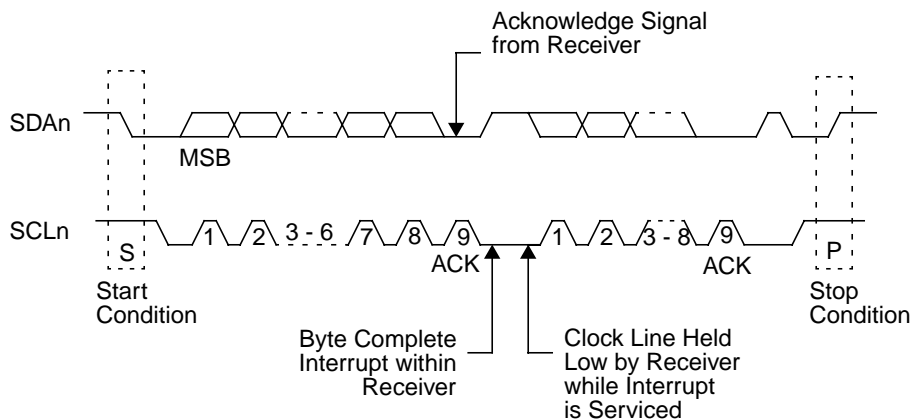 Acknowledge Signal
from Receiver
SDAn
MSB
SCLn
S
1
2
3 - 6
7
8
9
ACK
1
2
3 - 8
9
ACK
P
Start
Condition
Stop
Condition
Byte Complete
Interrupt within
Receiver
Clock Line Held
Low by Receiver
while Interrupt
is Serviced